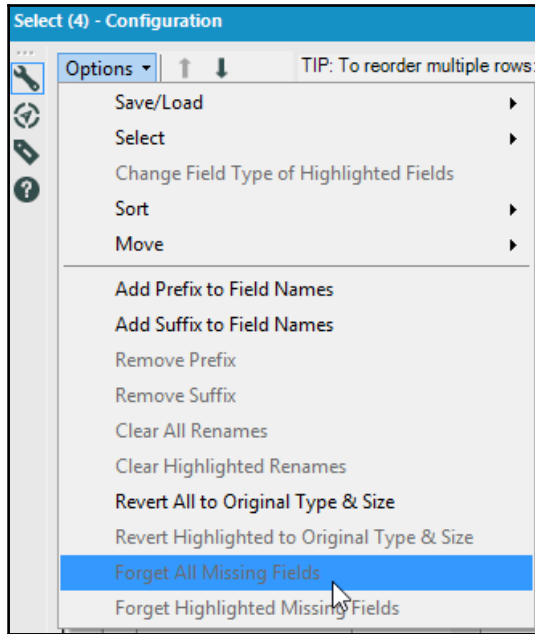 Select (4) - Configuration
Options TIP: To reorder multiple rows:
Save/Load
Select
Change Field Type of Highlighted Fields
Sort
Move
Add Prefix to Field Names
Add Suffix to Field Names
Remove Prefix
Remove Suffix
Clear All Renames
Clear Highlighted Renames
Revert All to Original Type & Size
Revert Highlighted to Original Type & Size
Forget All Missing Fields
Forget Highlighted Missing Fields